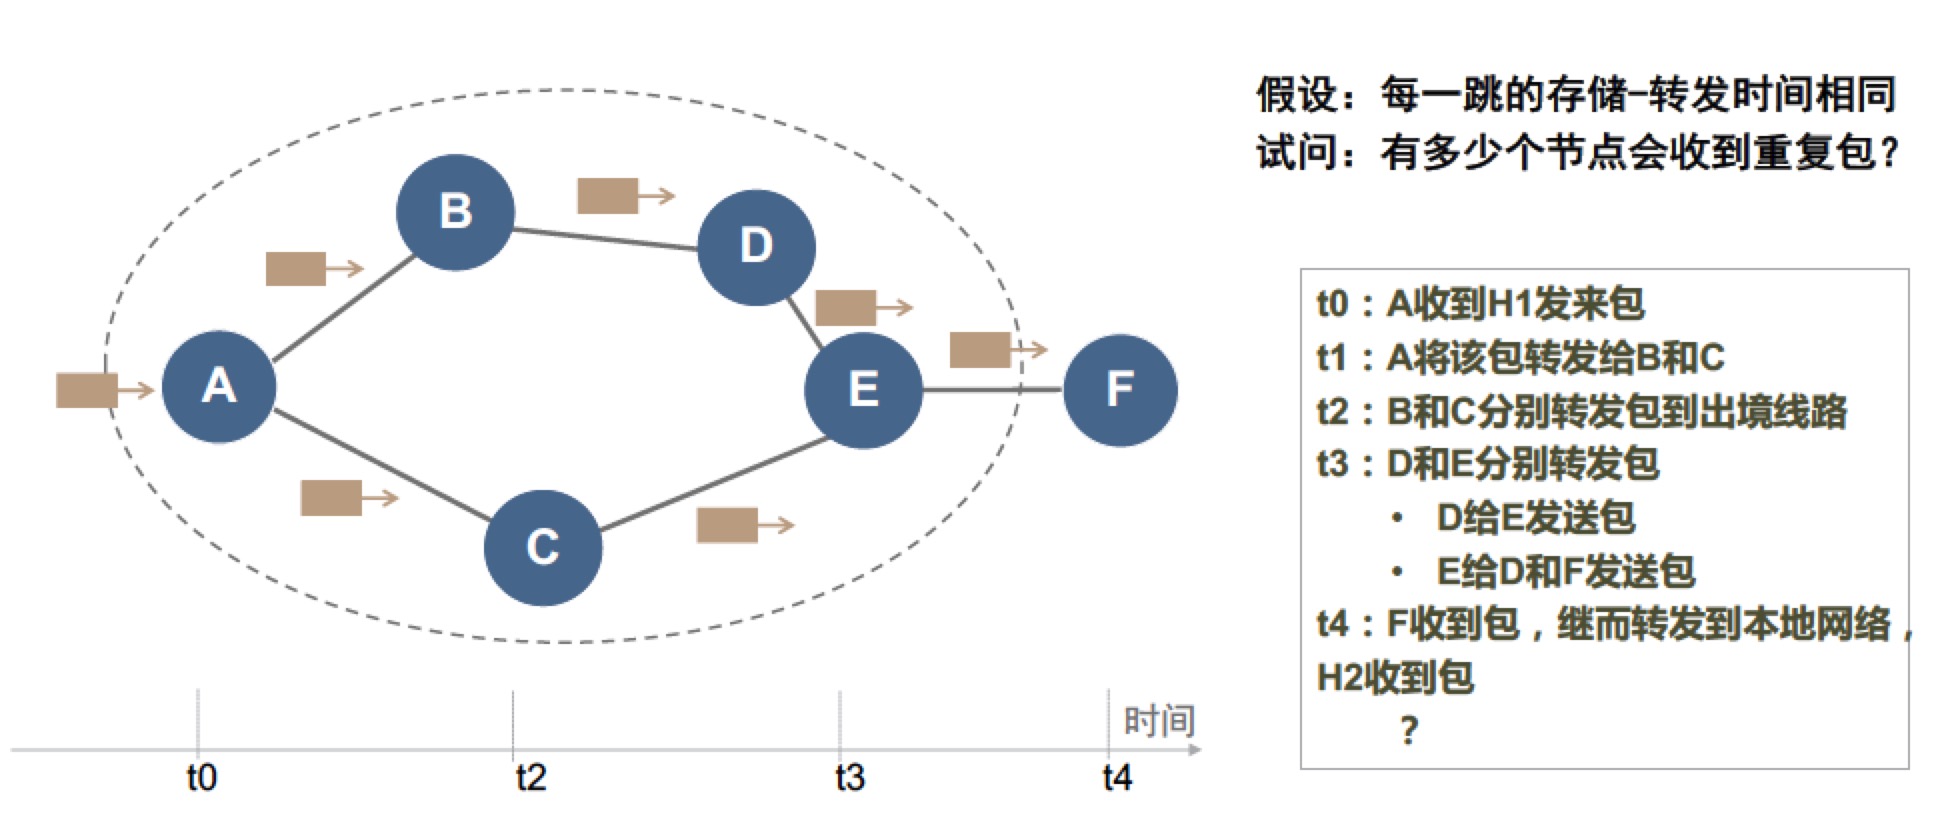 假设：每一跳的存储-转发时间相同
试问：有多少个节点会收到重复包？
B
D
A
E
F
C
t0：A收到H1发来包
t1：A将该包转发给B和C
t2：B和C分别转发包到出境线路
t3：D和E分别转发包
• D给E发送包
• E给D和F发送包
t4：F收到包，继而转发到本地网络，
H2收到包
？
时间
t0 t2 t3 t4